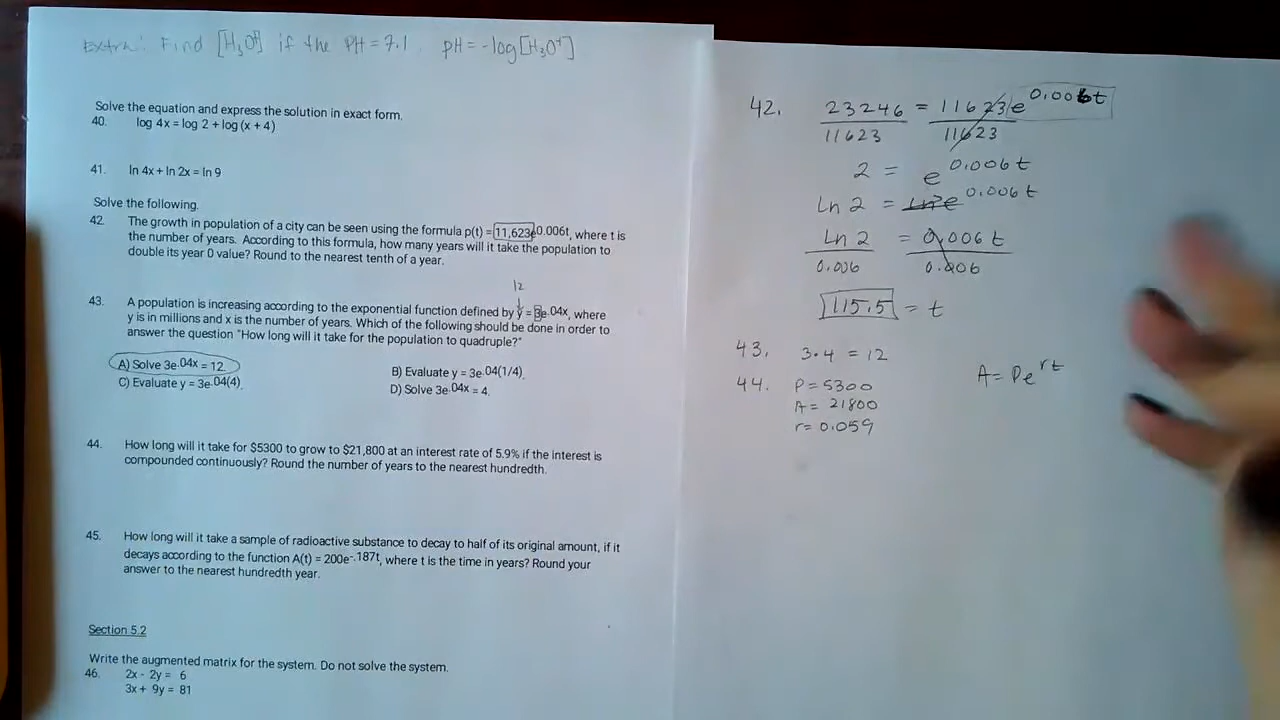 Extra: Find [H3O+] if the PH = 7.1 pH = -log[H3O+]
Solve the equation and express the solution in exact form.
40. log 4x = log 2 + log (x + 4)
41. ln 4x + ln 2x = ln 9
Solve the following.
42. The growth in population of a city can be seen using the formula p(t) = 11,623e0.006t, where t is
the number of years. According to this formula, how many years will it take the population to
double its year 0 value? Round to the nearest tenth of a year.
12
43. A population is increasing according to the exponential function defined by y = 3e.04x, where
y is in millions and x is the number of years. Which of the following should be done in order to
answer the question "How long will it take for the population to quadruple?"
A) Solve 3e.04x = 12. B) Evaluate y = 3e.04(1/4).
C) Evaluate y = 3e.04(4). D) Solve 3e.04x = 4.
44. How long will it take for $5300 to grow to $21,800 at an interest rate of 5.9% if the interest is
compounded continuously? Round the number of years to the nearest hundredth.
45. How long will it take a sample of radioactive substance to decay to half of its original amount, if it
decays according to the function A(t) = 200e-.187t, where t is the time in years? Round your
answer to the nearest hundredth year.
Section 5.2
Write the augmented matrix for the system. Do not solve the system.
46. 2x - 2y = 6
3x + 9y = 81
42. 23246 = 11623e0.006t
11623 11623
2 = e0.006t
Ln 2 = Ln e0.006t
Ln 2 = 0.006t
0.006 0.006
115.5 = t
43. 3·4 = 12
44. P = 5300 A = Pert
A = 21800
r = 0.059